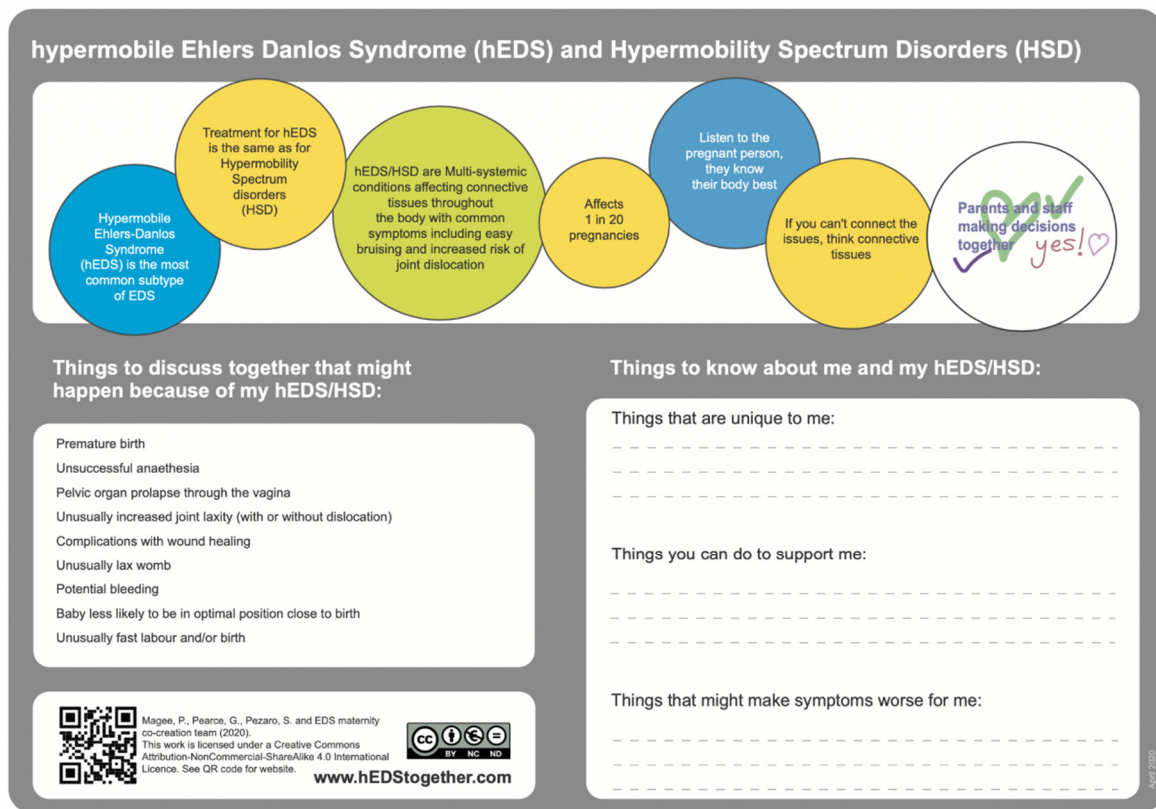 hypermobile Ehlers Danlos Syndrome (hEDS) and Hypermobility Spectrum Disorders (HSD)
Hypermobile
Ehlers-Danlos
Syndrome
(hEDS) is the most
common subtype
of EDS
Treatment for hEDS
is the same as for
Hypermobility
Spectrum
disorders
(HSD)
hEDS/HSD are Multi-systemic
conditions affecting connective
tissues throughout
the body with common
symptoms including easy
bruising and increased risk of
joint dislocation
Affects
1 in 20
pregnancies
Listen to the
pregnant person,
they know
their body best
If you can't connect the
issues, think connective
tissues
Parents and staff
making decisions
together
yes!
Things to discuss together that might
happen because of my hEDS/HSD:
Premature birth
Unsuccessful anaethesia
Pelvic organ prolapse through the vagina
Unusually increased joint laxity (with or without dislocation)
Complications with wound healing
Unusually lax womb
Potential bleeding
Baby less likely to be in optimal position close to birth
Unusually fast labour and/or birth
Magee, P., Pearce, G., Pezaro, S. and EDS maternity
co-creation team (2020).
This work is licensed under a Creative Commons
Attribution-NonCommercial-ShareAlike 4.0 International
Licence. See QR code for website.
cc BY NC ND
www.hEDStogether.com
Things to know about me and my hEDS/HSD:
Things that are unique to me:
Things you can do to support me:
Things that might make symptoms worse for me:
April 2020